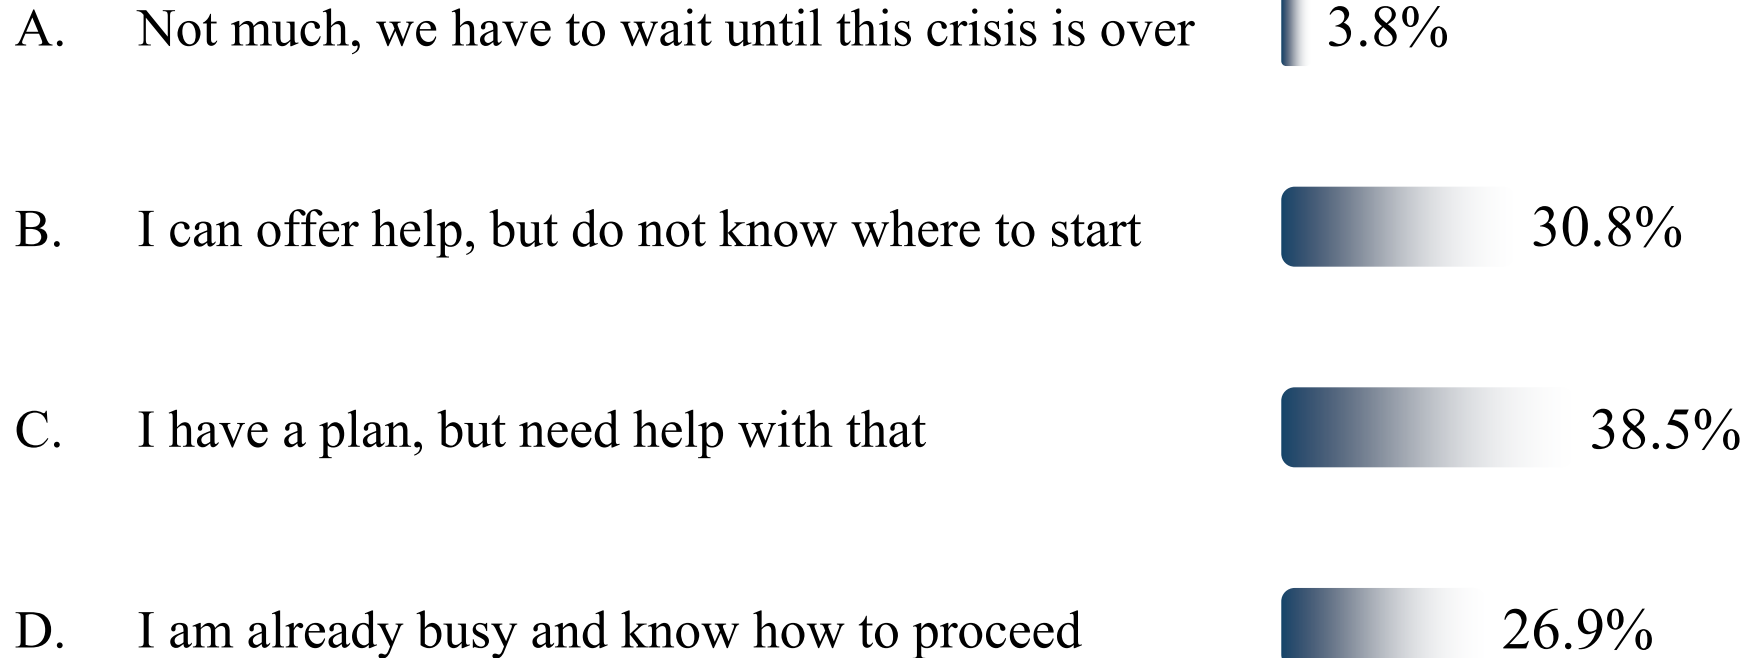 A. Not much, we have to wait until this crisis is over 3.8%
B. I can offer help, but do not know where to start 30.8%
C. I have a plan, but need help with that 38.5%
D. I am already busy and know how to proceed 26.9%